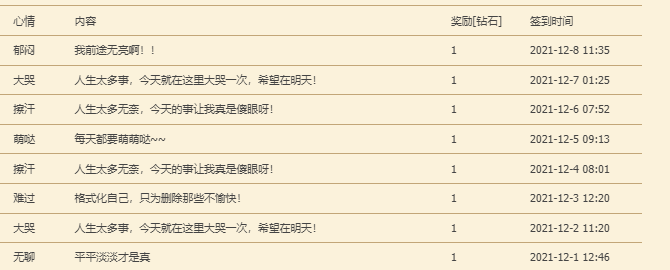 心情 内容 奖励[钻石] 签到时间
郁闷 我前途无亮啊！！ 1 2021-12-8 11:35
大哭 人生太多事，今天就在这里大哭一次，希望在明天！ 1 2021-12-7 01:25
擦汗 人生太多无奈，今天的事让我真是傻眼呀！ 1 2021-12-6 07:52
萌哒 每天都要萌萌哒~~ 1 2021-12-5 09:13
擦汗 人生太多无奈，今天的事让我真是傻眼呀！ 1 2021-12-4 08:01
难过 格式化自己，只为删除那些不愉快！ 1 2021-12-3 12:20
大哭 人生太多事，今天就在这里大哭一次，希望在明天！ 1 2021-12-2 11:20
无聊 平平淡淡才是真 1 2021-12-1 12:46